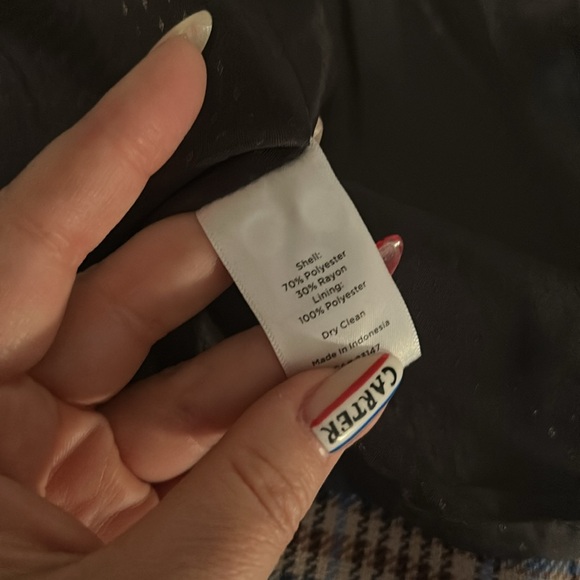 Shell:
70% Polyester
30% Rayon
Lining:
100% Polyester
Dry Clean
Made in Indonesia
CARTER